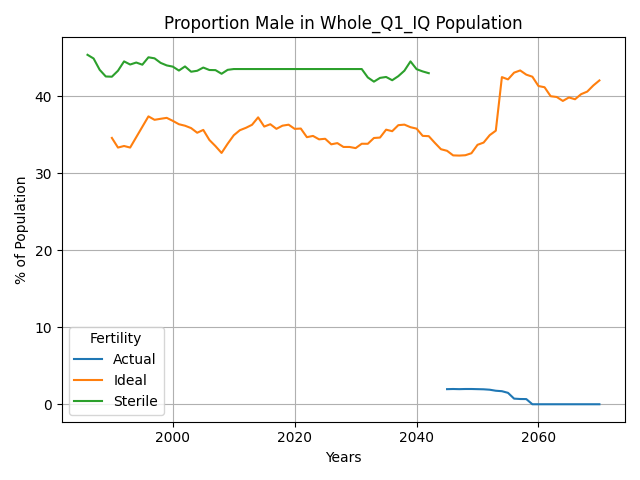 Proportion Male in Whole_Q1_IQ Population
% of Population
40
30
20
10
0
Fertility
Actual
Ideal
Sterile
2000
2020
2040
2060
Years